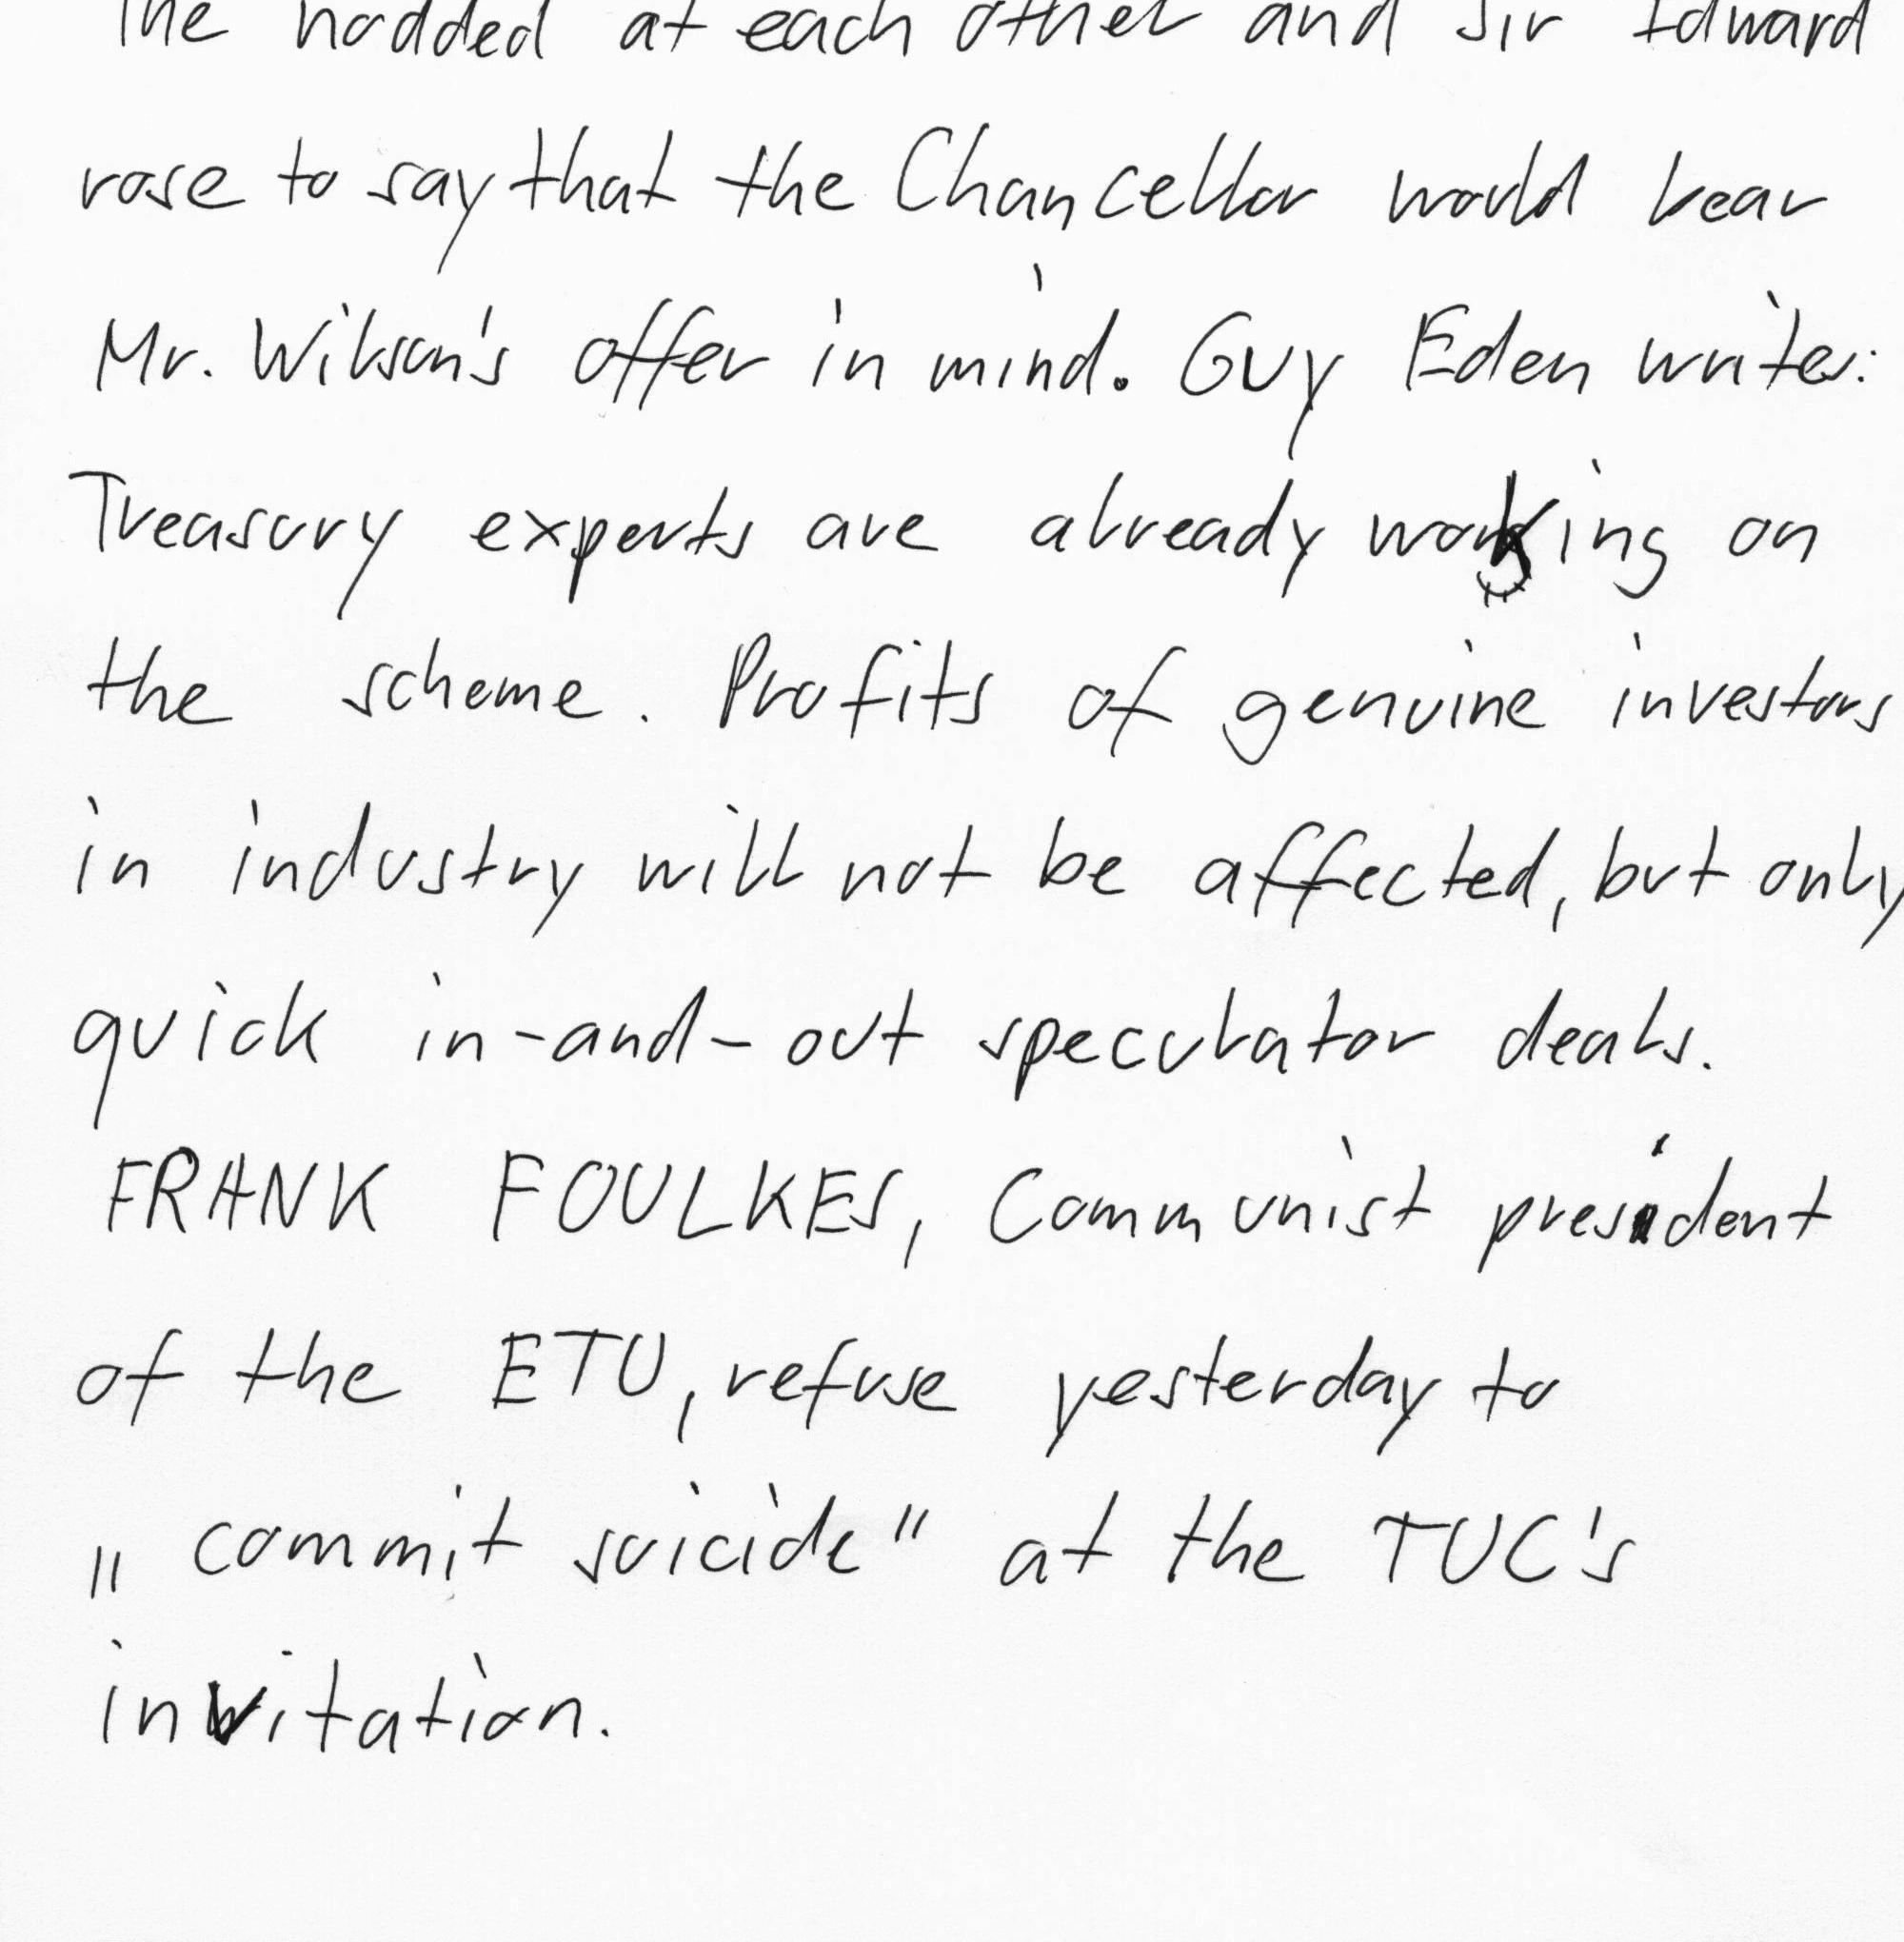 The nodded at each other and Sir Edward
rose to say that the Chancellor would bear
Mr. Wilson's offer in mind. Guy Eden writes:
Treasury experts are already working on
the scheme. Profits of genuine investors
in industry will not be affected, but only
quick in-and-out speculator deals.
FRANK FOULKES, Communist president
of the ETU, refuse yesterday to
„commit suicide" at the TUC's
invitation.